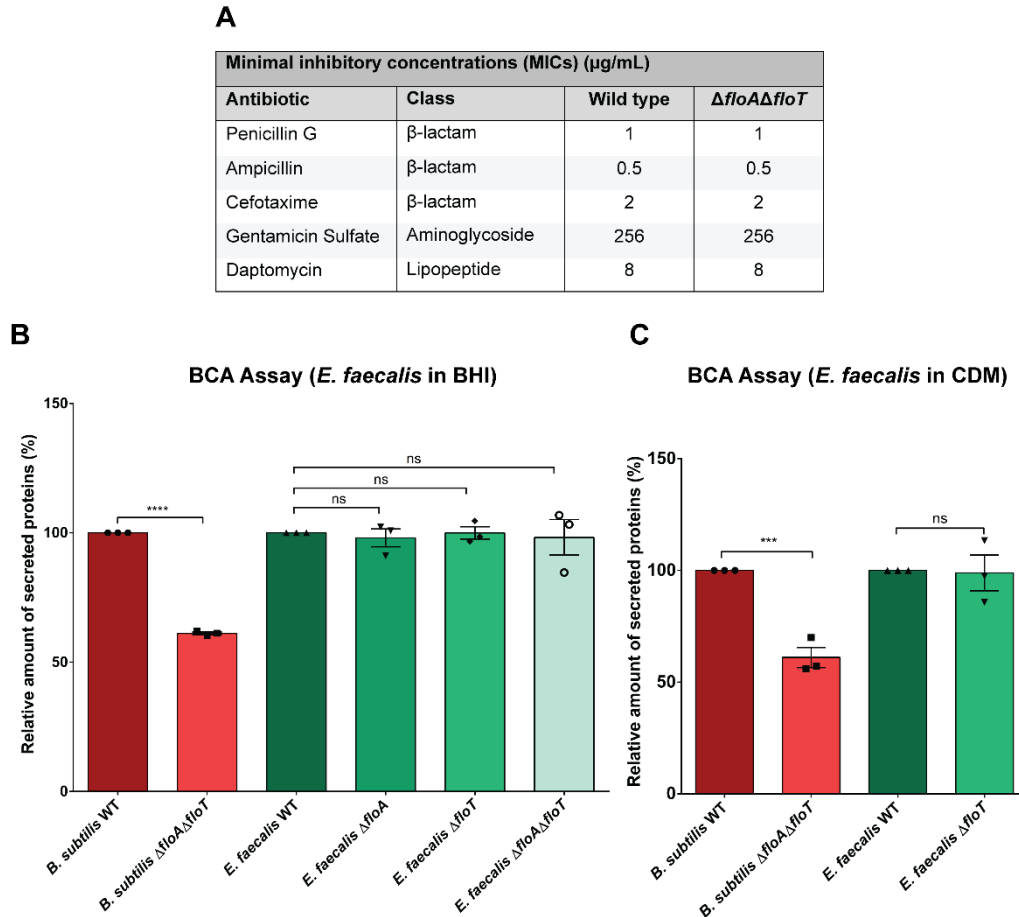 A
Minimal inhibitory concentrations (MICs) (µg/mL)
Antibiotic Class Wild type ΔfloAΔfloT
Penicillin G β-lactam 1 1
Ampicillin β-lactam 0.5 0.5
Cefotaxime β-lactam 2 2
Gentamicin Sulfate Aminoglycoside 256 256
Daptomycin Lipopeptide 8 8
B
BCA Assay (E. faecalis in BHI)
Relative amount of secreted proteins (%)
150
100
50
0
****
ns
ns
ns
B. subtilis WT
B. subtilis ΔfloAΔfloT
E. faecalis WT
E. faecalis ΔfloA
E. faecalis ΔfloT
E. faecalis ΔfloAΔfloT
C
BCA Assay (E. faecalis in CDM)
Relative amount of secreted proteins (%)
150
100
50
0
***
ns
B. subtilis WT
B. subtilis ΔfloAΔfloT
E. faecalis WT
E. faecalis ΔfloT